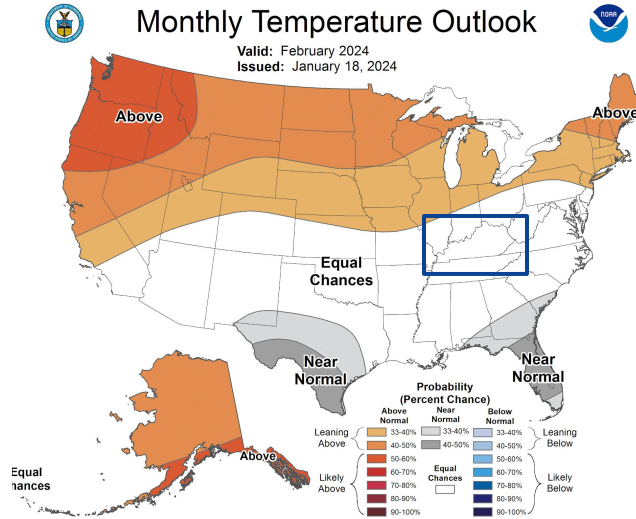 Monthly Temperature Outlook
NOAA
Valid: February 2024
Issued: January 18, 2024
Above
Above
Equal
Chances
Near
Normal
Near
Normal
Probability
(Percent Chance)
Above
Normal
Near
Normal
Below
Normal
Leaning
Above
33-40%
33-40%
33-40%
Leaning
Below
40-50%
40-50%
40-50%
Likely
Above
50-60%
Equal
Chances
50-60%
Likely
Below
60-70%
60-70%
70-80%
70-80%
80-90%
80-90%
90-100%
90-100%
Above
Equal
hances